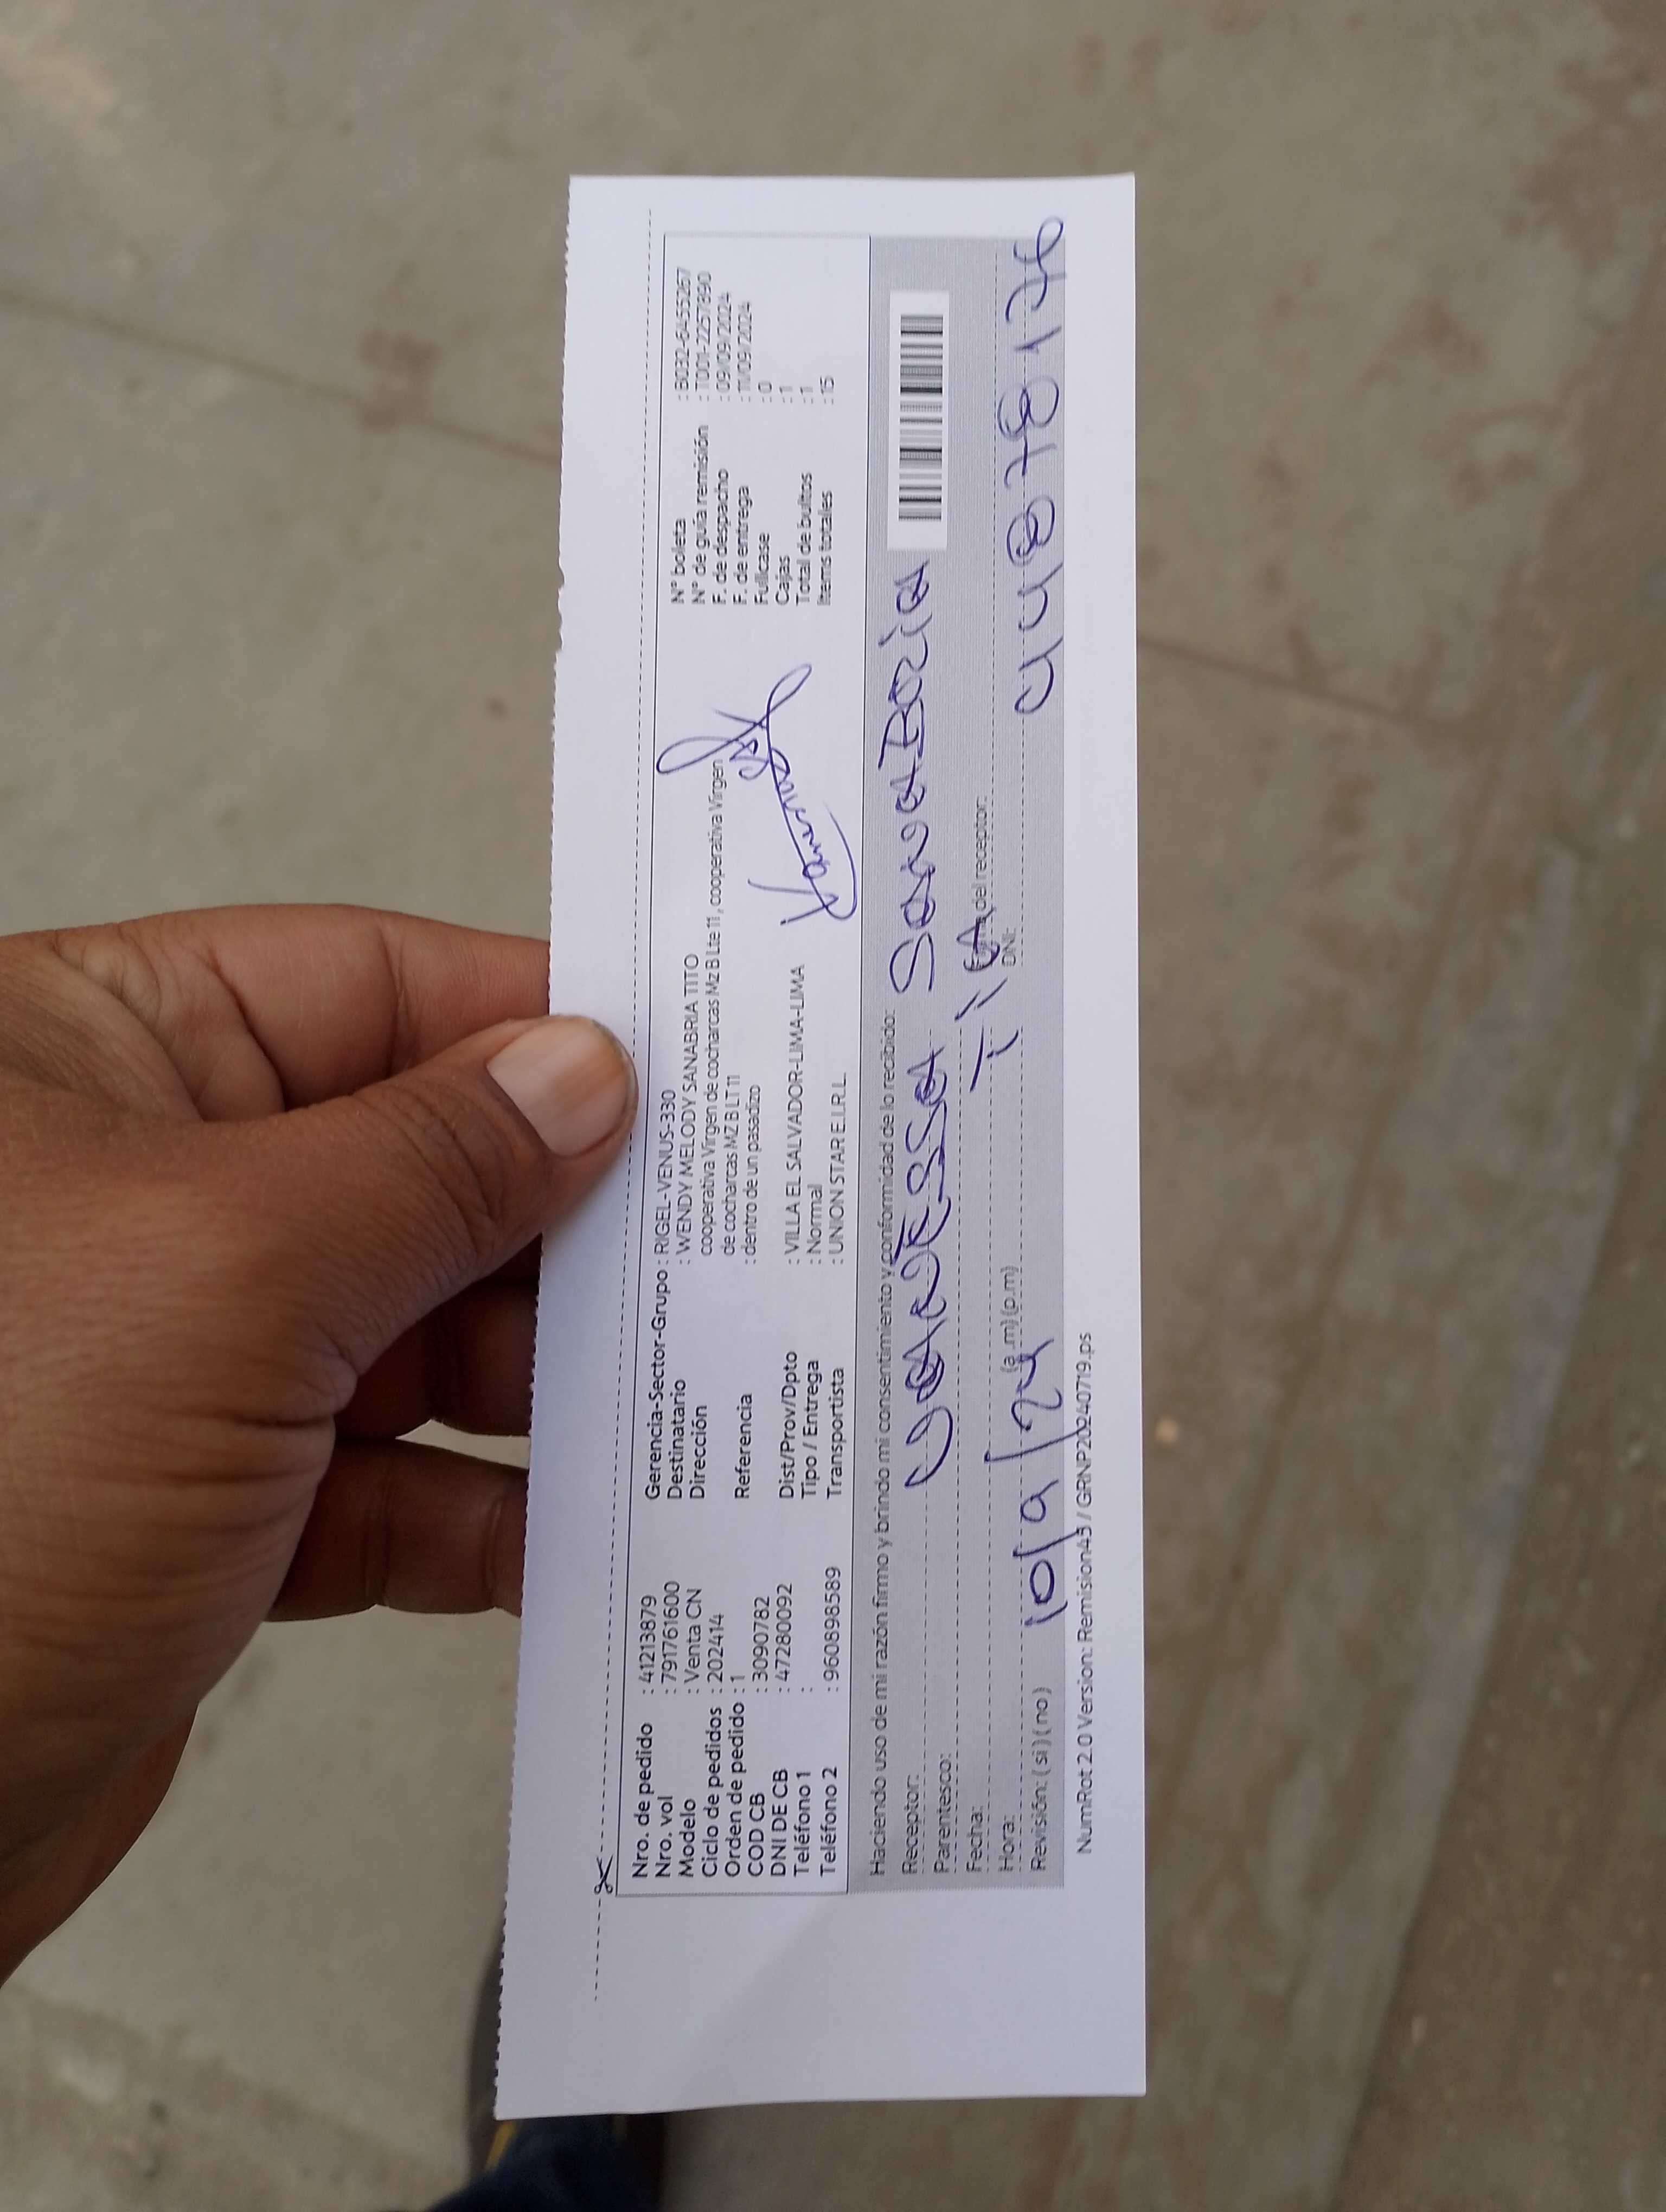 Nro. de pedido : 41213879
Nro. vol : 791761600
Modelo : Venta CN
Ciclo de pedidos : 202414
Orden de pedido : 1
COD CB : 3090782
DNI DE CB : 47280092
Teléfono 1 :
Teléfono 2 : 960898589
Gerencia-Sector-Grupo : RIGEL-VENUS-330
Destinatario : WENDY MELODY SANABRIA TITO
Dirección cooperativa Virgen de cocharcas Mz B Lte 11, cooperativa Virgen
de cocharcas MZ B LT 11
Referencia : dentro de un pasadizo
Dist/Prov/Dpto : VILLA EL SALVADOR-LIMA-LIMA
Tipo / Entrega : Normal
Transportista : UNION STAR E.I.R.L.
N° boleta : B032-6455267
N° de guía remisión : T001-2257890
F. de despacho : 09/09/2024
F. de entrega : 11/09/2024
Fullcase : 0
Cajas : 1
Total de bultos : 1
Items totales : 15
Haciendo uso de mi razón firmo y brindo mi consentimiento y conformidad de lo recibido:
Receptor: VANESSA SANABRIA
Parentesco: TIA
Fecha: Firma del receptor:
Hora: (a.m) (p.m) DNI: 44878176
10/9/24
Revisión: ( si ) ( no )
NumRot 2.0 Version: Remision45 / GRNP20240719.ps